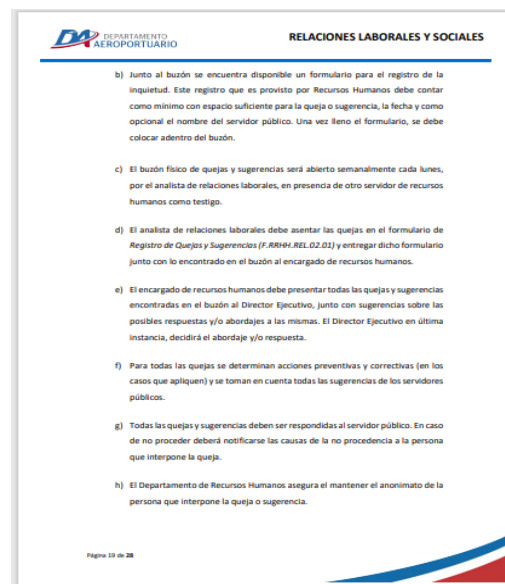 DEPARTAMENTO
AEROPORTUARIO
RELACIONES LABORALES Y SOCIALES
b) Junto al buzón se encuentra disponible un formulario para el registro de la
inquietud. Este registro que es provisto por Recursos Humanos debe contar
como mínimo con espacio suficiente para la queja o sugerencia, la fecha y como
opcional el nombre del servidor público. Una vez lleno el formulario, se debe
colocar adentro del buzón.
c) El buzón físico de quejas y sugerencias será abierto semanalmente cada lunes,
por el analista de relaciones laborales, en presencia de otro servidor de recursos
humanos como testigo.
d) El analista de relaciones laborales debe asentar las quejas en el formulario de
Registro de Quejas y Sugerencias (F.RRHH.REL.02.01) y entregar dicho formulario
junto con lo encontrado en el buzón al encargado de recursos humanos.
e) El encargado de recursos humanos debe presentar todas las quejas y sugerencias
encontradas en el buzón al Director Ejecutivo, junto con sugerencias sobre las
posibles respuestas y/o abordajes a las mismas. El Director Ejecutivo en última
instancia, decidirá el abordaje y/o respuesta.
f) Para todas las quejas se determinan acciones preventivas y correctivas (en los
casos que apliquen) y se toman en cuenta todas las sugerencias de los servidores
públicos.
g) Todas las quejas y sugerencias deben ser respondidas al servidor público. En caso
de no proceder deberá notificarse las causas de la no procedencia a la persona
que interpone la queja.
h) El Departamento de Recursos Humanos asegura el mantener el anonimato de la
persona que interpone la queja o sugerencia.
Página 19 de 28